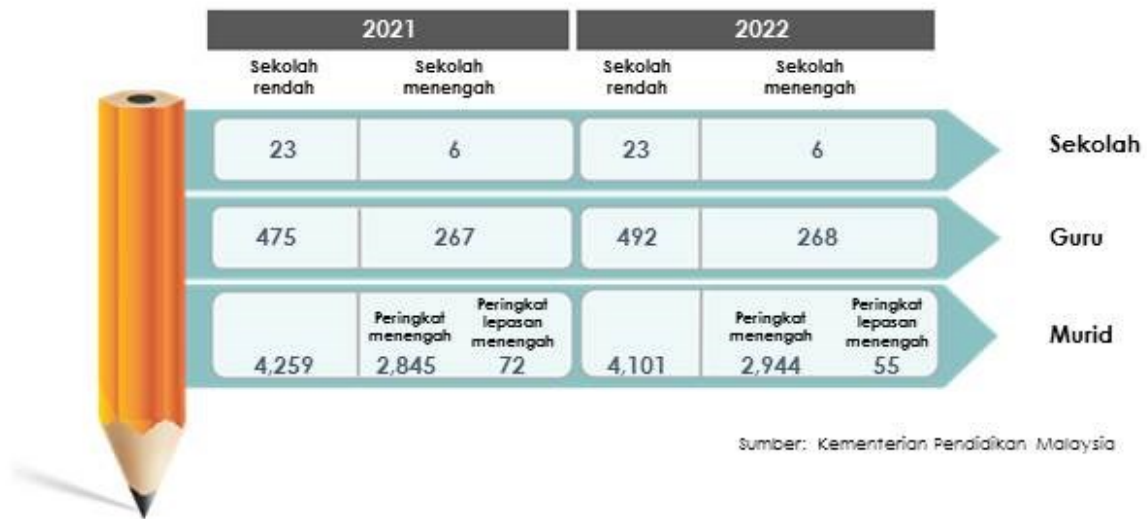 2021 2022
Sekolah rendah Sekolah menengah Sekolah rendah Sekolah menengah
23 6 23 6 Sekolah
475 267 492 268 Guru
Peringkat menengah Peringkat lepasan menengah Peringkat menengah Peringkat lepasan menengah Murid
4,259 2,845 72 4,101 2,944 55
Sumber: Kementerian Pendidikan Malaysia